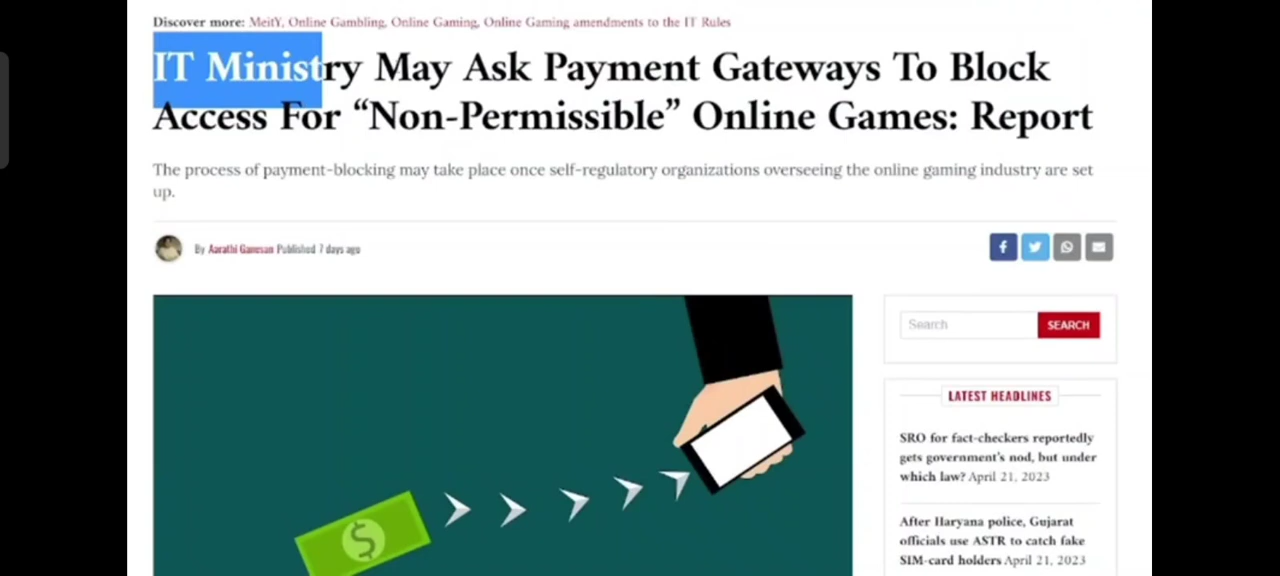 Discover more: MeitY, Online Gambling, Online Gaming, Online Gaming amendments to the IT Rules
IT Ministry May Ask Payment Gateways To Block
Access For “Non-Permissible” Online Games: Report
The process of payment-blocking may take place once self-regulatory organizations overseeing the online gaming industry are set
up.
By Aarathi Ganesan Published 7 days ago
Search
SEARCH
LATEST HEADLINES
SRO for fact-checkers reportedly
gets government's nod, but under
which law? April 21, 2023
After Haryana police, Gujarat
officials use ASTR to catch fake
SIM-card holders April 21, 2023
$